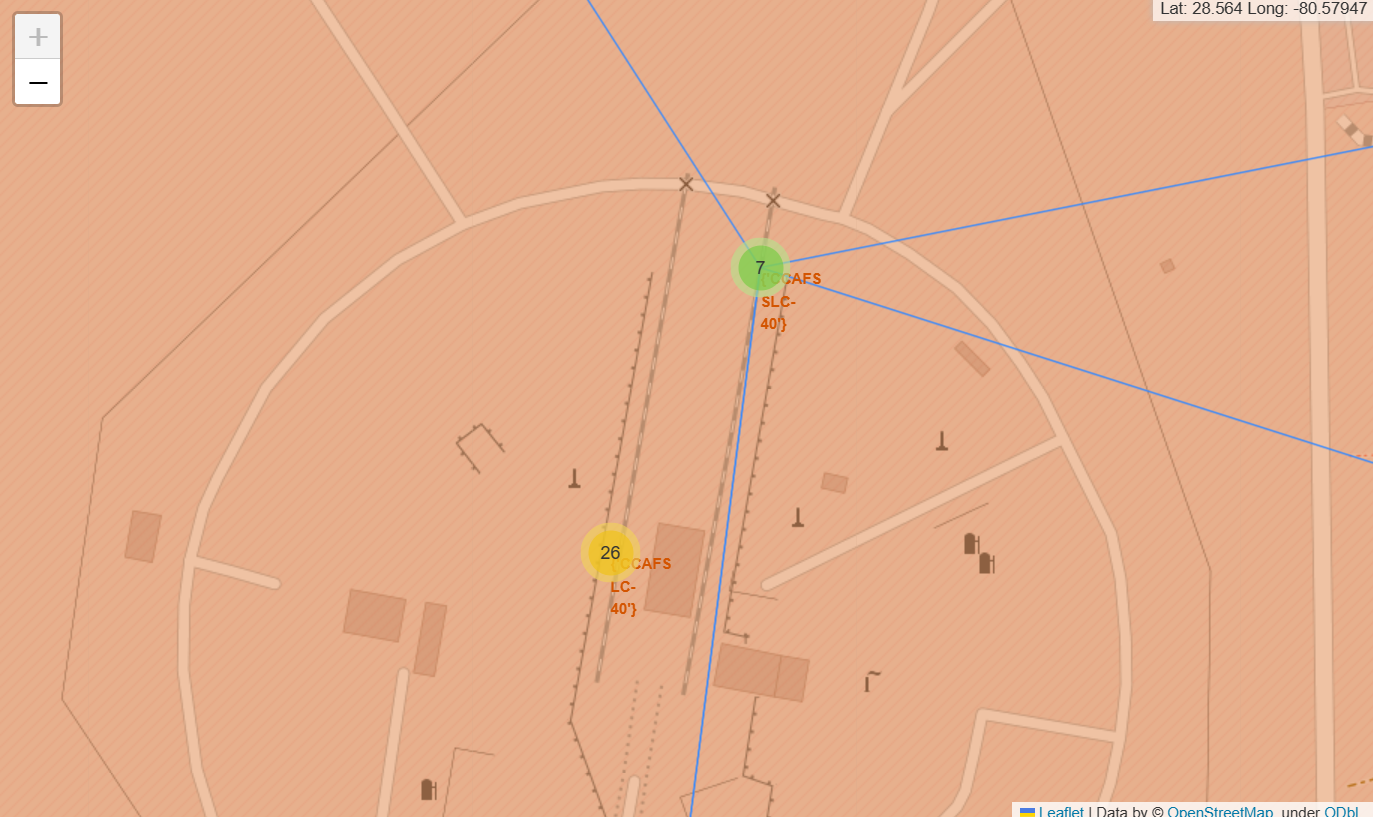 Lat: 28.564 Long: -80.57947
+
−
7
CCAFS
SLC-
40'}
26
CCAFS
LC-
40'}
Leaflet | Data by © OpenStreetMap, under ODbL.